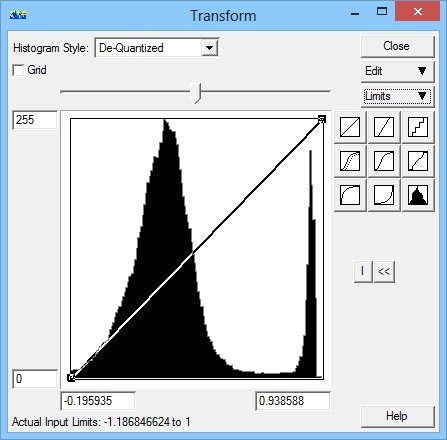 Transform
Histogram Style: De-Quantized
Close
Grid
Edit
Limits
255
I <<
0
-0.195935 0.938588
Actual Input Limits: -1.186846624 to 1
Help